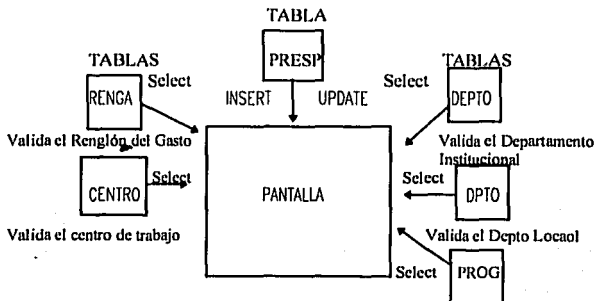 TABLA
PRESP
TABLAS
Select
RENGA
INSERT
UPDATE
TABLAS
Select
DEPTO
Valida el Renglón del Gasto
Valida el Departamento
Institucional
CENTRO
Select
PANTALLA
Select
DPTO
Valida el centro de trabajo
Valida el Depto Locaol
Select
PROG